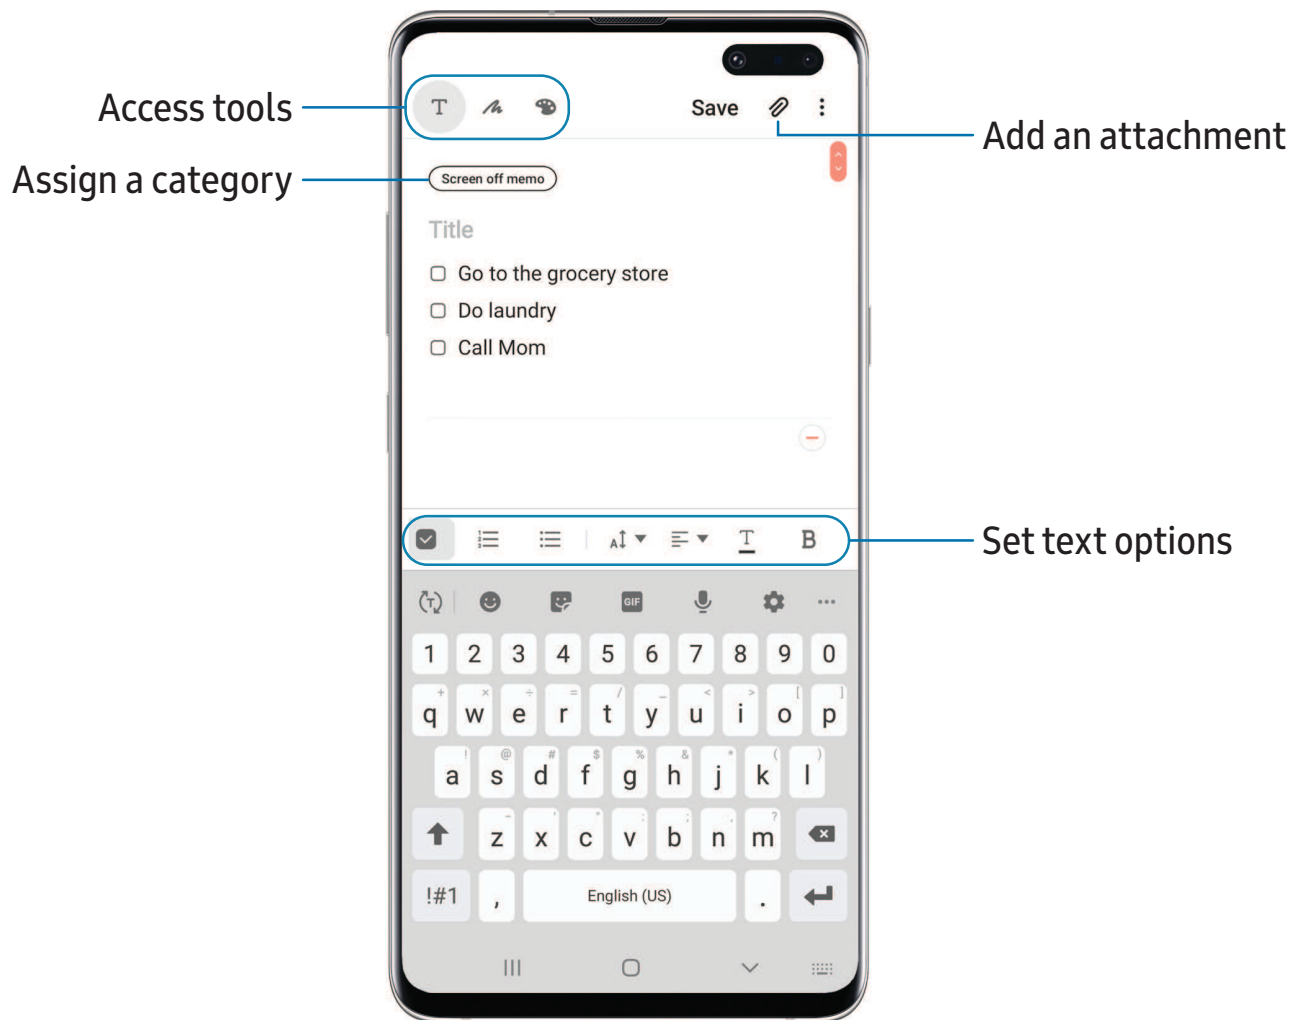 Access tools
T
Save
Add an attachment
Assign a category
Screen off memo
Title
Go to the grocery store
Do laundry
Call Mom
A T B
Set text options
T GIF
1 2 3 4 5 6 7 8 9 0
+ × ÷ = / _ < > [ ]
q w e r t y u i o p
! @ # $ % & * ( )
a s d f g h j k l
- ' " : ; , ?
z x c v b n m
!#1 , English (US) .